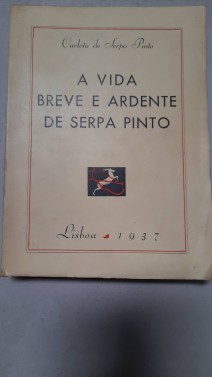 Carlota de Serpa Pinto
A VIDA
BREVE E ARDENTE
DE SERPA PINTO
Lisboa 1937